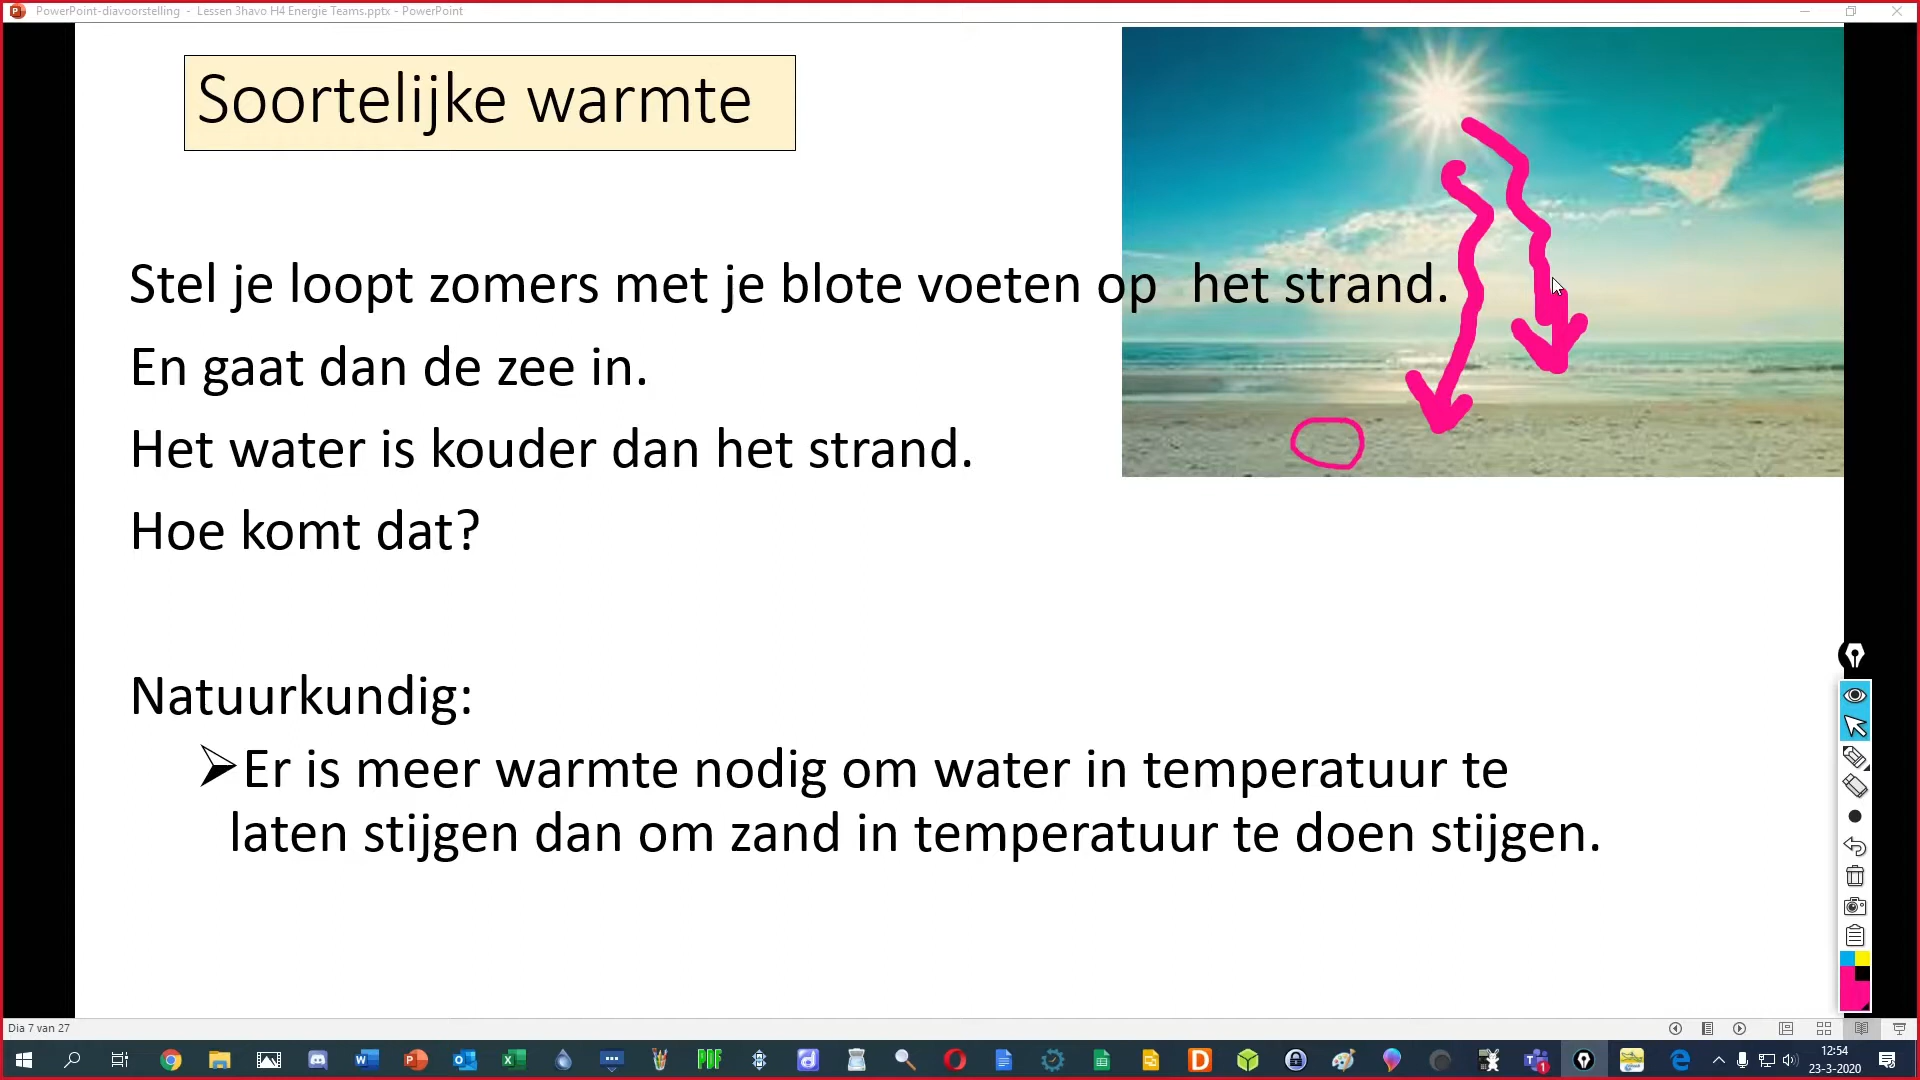 PowerPoint-diavoorstelling - Lessen 3havo H4 Energie Teams.pptx - PowerPoint
Soortelijke warmte
Stel je loopt zomers met je blote voeten op het strand.
En gaat dan de zee in.
Het water is kouder dan het strand.
Hoe komt dat?
Natuurkundig:
➢Er is meer warmte nodig om water in temperatuur te
laten stijgen dan om zand in temperatuur te doen stijgen.
Dia 7 van 27
PDF
12:54
23-3-2020